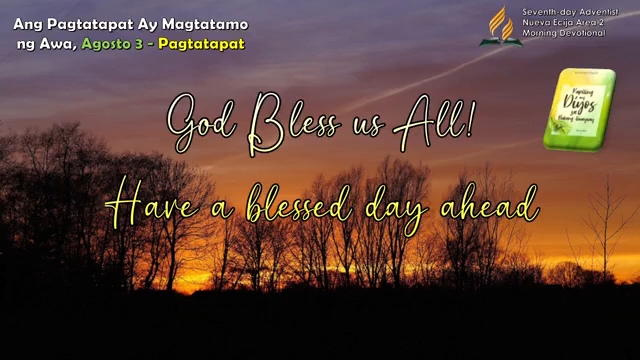 Ang Pagtatapat Ay Magtatamo
ng Awa, Agosto 3 - Pagtatapat
Seventh-day Adventist
Nueva Ecija Area 2
Morning Devotional
Diyos
God Bless us All!
Have a blessed day ahead